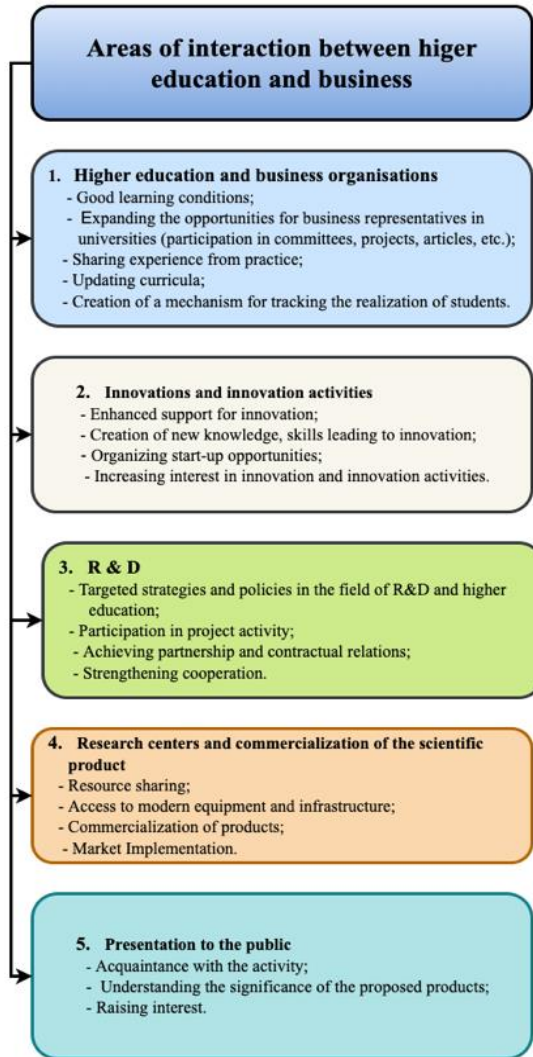 Areas of interaction between higer
education and business
1. Higher education and business organisations
- Good learning conditions;
- Expanding the opportunities for business representatives in
universities (participation in committees, projects, articles, etc.);
- Sharing experience from practice;
- Updating curricula;
- Creation of a mechanism for tracking the realization of students.
2. Innovations and innovation activities
- Enhanced support for innovation;
- Creation of new knowledge, skills leading to innovation;
- Organizing start-up opportunities;
- Increasing interest in innovation and innovation activities.
3. R & D
- Targeted strategies and policies in the field of R&D and higher
education;
- Participation in project activity;
- Achieving partnership and contractual relations;
- Strengthening cooperation.
4. Research centers and commercialization of the scientific
product
- Resource sharing;
- Access to modern equipment and infrastructure;
- Commercialization of products;
- Market Implementation.
5. Presentation to the public
- Acquaintance with the activity;
- Understanding the significance of the proposed products;
- Raising interest.